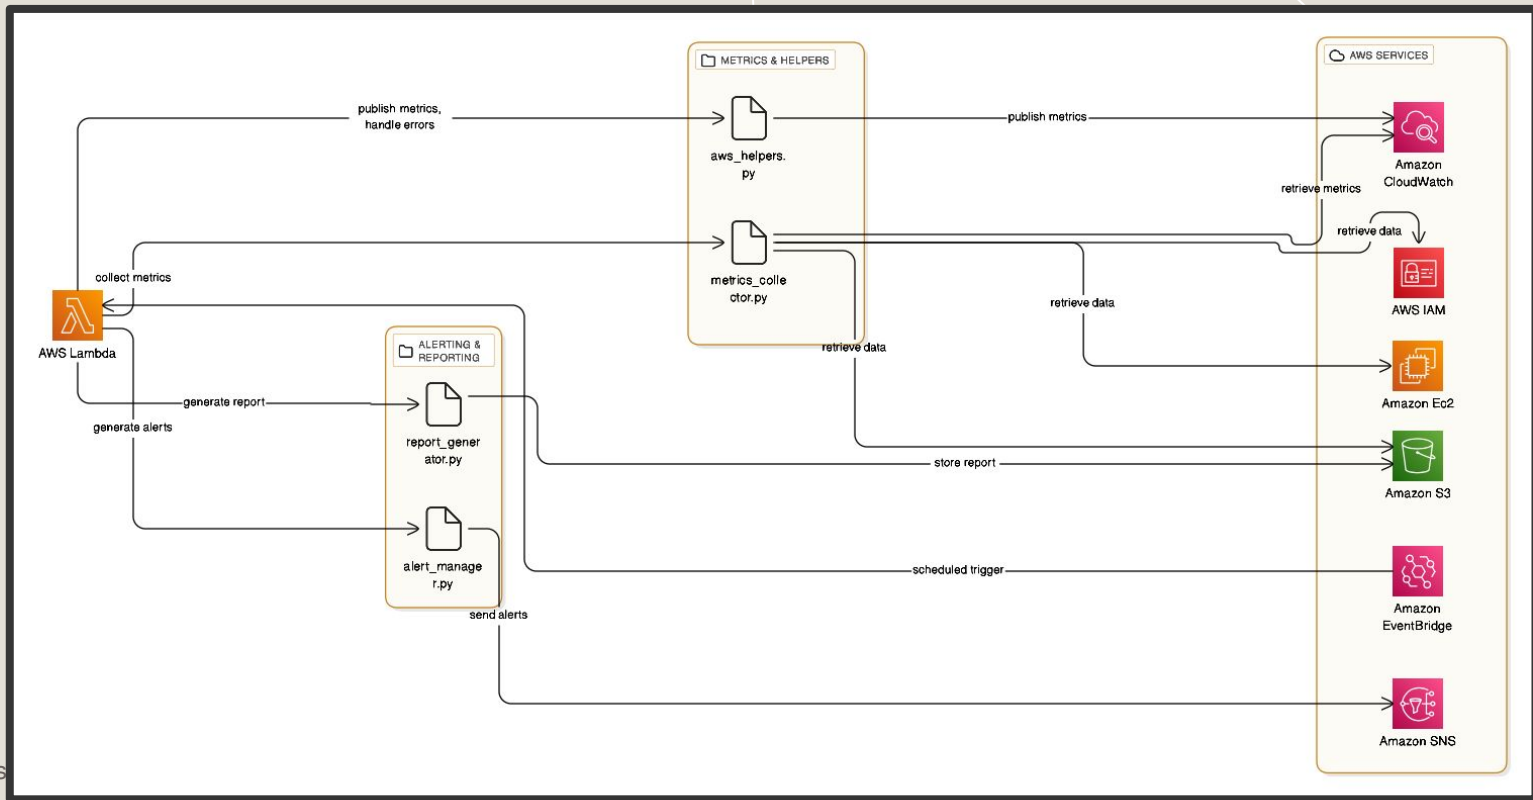 METRICS & HELPERS
AWS SERVICES
publish metrics,
handle errors
publish metrics
aws_helpers.
py
Amazon
CloudWatch
retrieve metrics
retrieve data
collect metrics
metrics_colle
ctor.py
retrieve data
AWS IAM
AWS Lambda
ALERTING &
REPORTING
retrieve data
generate report
Amazon Ec2
generate alerts
report_gener
ator.py
store report
Amazon S3
alert_manage
r.py
scheduled trigger
send alerts
Amazon
EventBridge
Amazon SNS
s